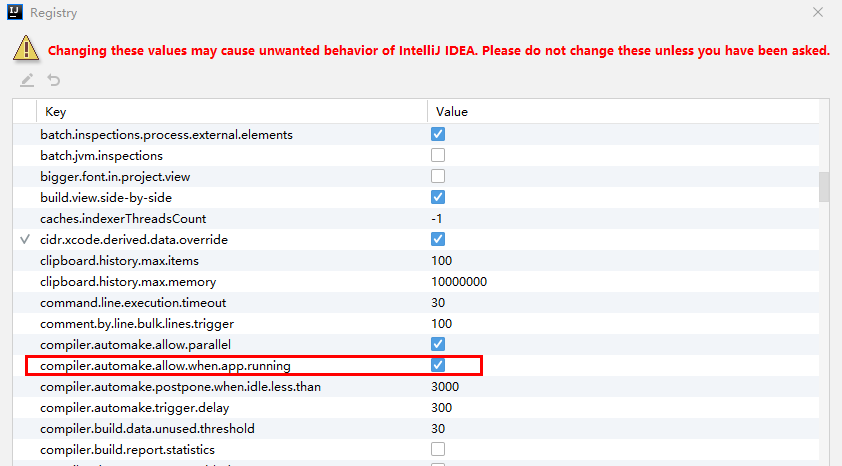 IJ Registry
Changing these values may cause unwanted behavior of IntelliJ IDEA. Please do not change these unless you have been asked.
Key Value
batch.inspections.process.external.elements
batch.jvm.inspections
bigger.font.in.project.view
build.view.side-by-side
caches.indexerThreadsCount -1
cidr.xcode.derived.data.override
clipboard.history.max.items 100
clipboard.history.max.memory 10000000
command.line.execution.timeout 30
comment.by.line.bulk.lines.trigger 100
compiler.automake.allow.parallel
compiler.automake.allow.when.app.running
compiler.automake.postpone.when.idle.less.than 3000
compiler.automake.trigger.delay 300
compiler.build.data.unused.threshold 30
compiler.build.report.statistics